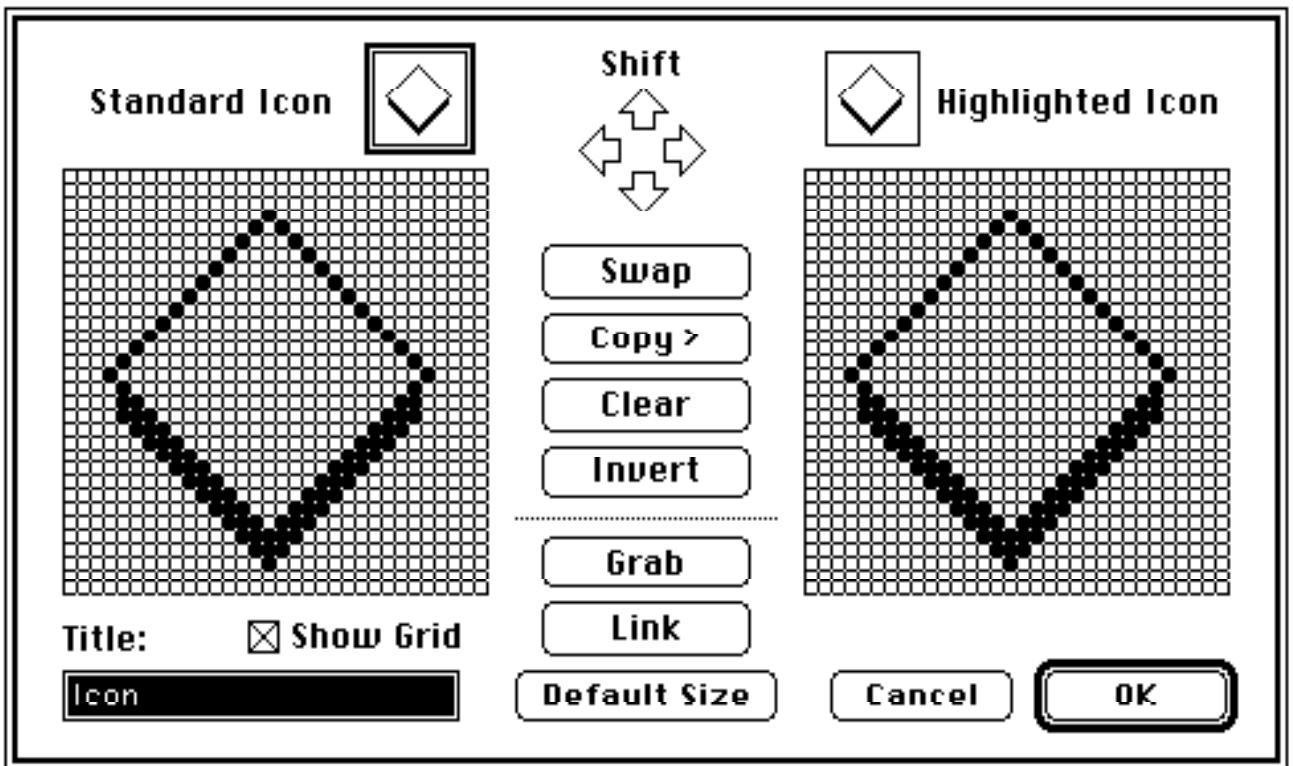 Shift
Standard Icon
Highlighted Icon
Swap
Copy >
Clear
Invert
Grab
Link
Title:
Show Grid
Icon
Default Size
Cancel
OK